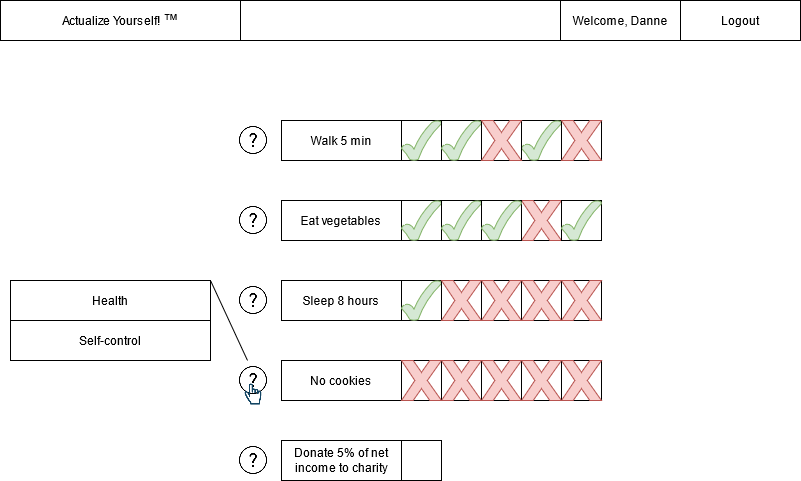 Actualize Yourself! TM
Welcome, Danne
Logout
? Walk 5 min
? Eat vegetables
? Sleep 8 hours
Health
Self-control
? No cookies
? Donate 5% of net
income to charity